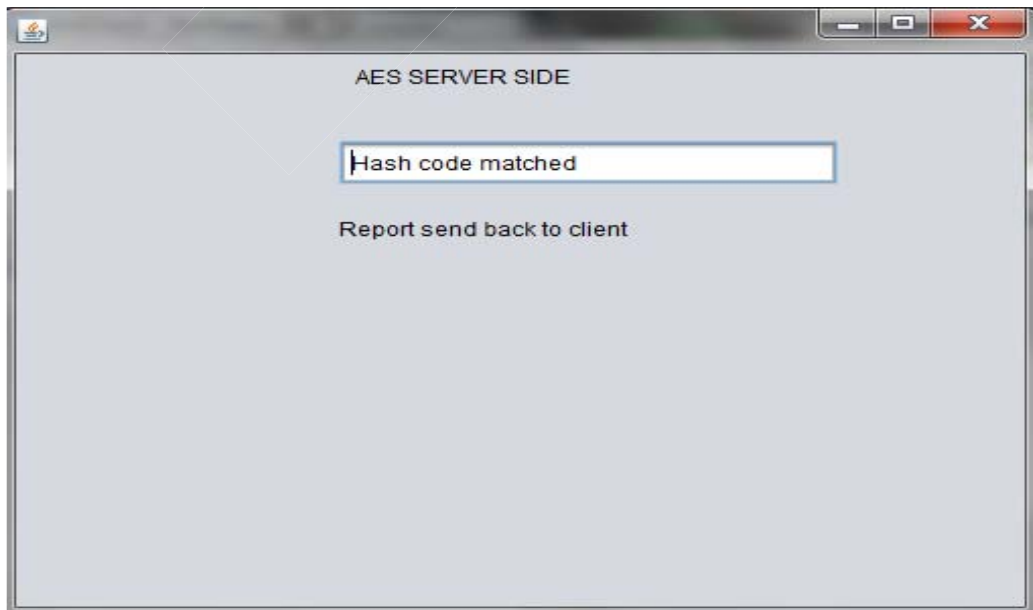 AES SERVER SIDE
Hash code matched
Report send back to client